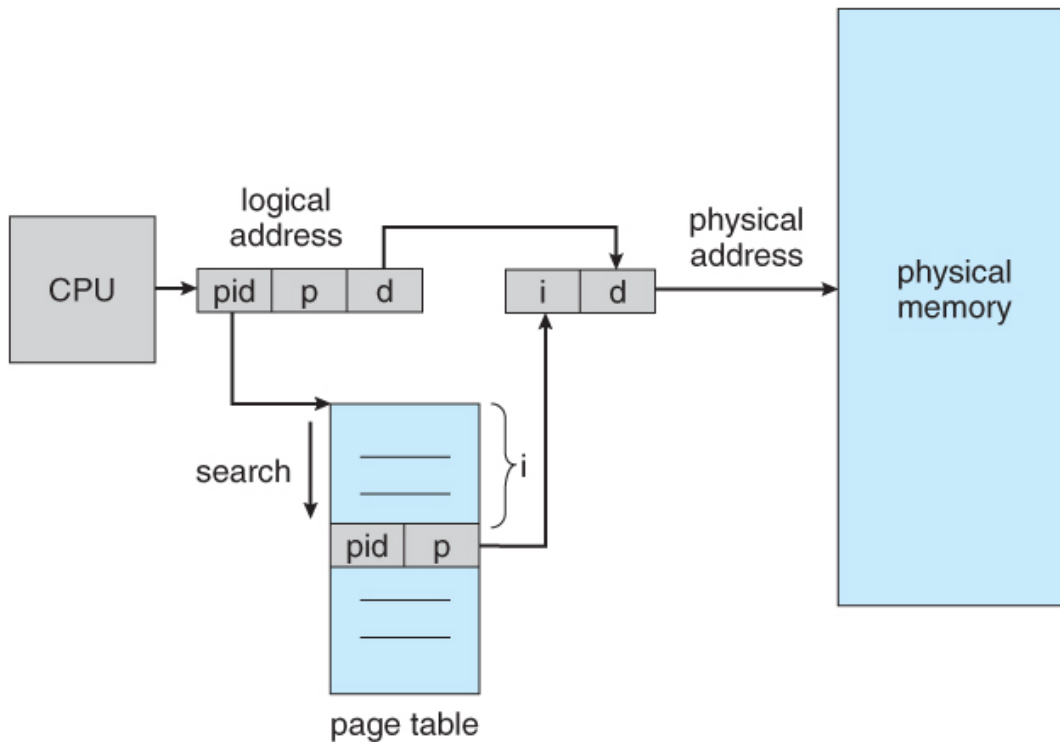 logical
address
physical
address
CPU
pid p d
i d
physical
memory
search
i
pid p
page table